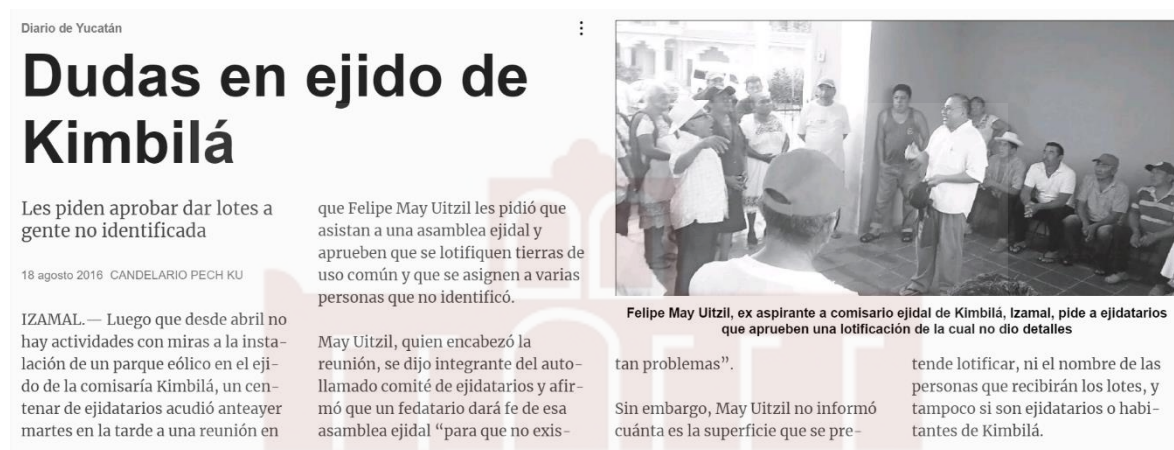 Diario de Yucatán
Dudas en ejido de
Kimbilá
Les piden aprobar dar lotes a
gente no identificada
18 agosto 2016 CANDELARIO PECH KU
IZAMAL.— Luego que desde abril no
hay actividades con miras a la insta-
lación de un parque eólico en el eji-
do de la comisaría Kimbilá, un cen-
tenar de ejidatarios acudió anteayer
martes en la tarde a una reunión en
que Felipe May Uitzil les pidió que
asistan a una asamblea ejidal y
aprueben que se lotifiquen tierras de
uso común y que se asignen a varias
personas que no identificó.
May Uitzil, quien encabezó la
reunión, se dijo integrante del auto-
llamado comité de ejidatarios y afir-
mó que un fedatario dará fe de esa
asamblea ejidal “para que no exis-
Felipe May Uitzil, ex aspirante a comisario ejidal de Kimbilá, Izamal, pide a ejidatarios
que aprueben una lotificación de la cual no dio detalles
tan problemas”.
Sin embargo, May Uitzil no informó
cuánta es la superficie que se pre-
tende lotificar, ni el nombre de las
personas que recibirán los lotes, y
tampoco si son ejidatarios o habi-
tantes de Kimbilá.